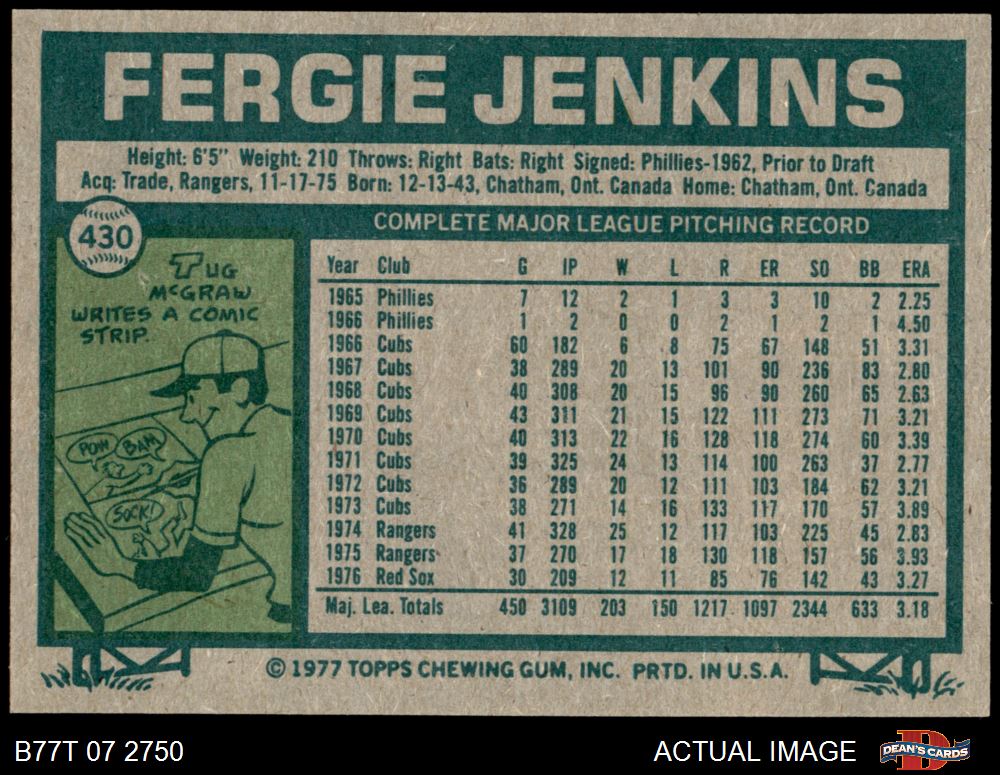 FERGIE JENKINS
Height: 6'5" Weight: 210 Throws: Right Bats: Right Signed: Phillies-1962, Prior to Draft
Acq: Trade, Rangers, 11-17-75 Born: 12-13-43, Chatham, Ont. Canada Home: Chatham, Ont. Canada
430
TUG
McGRAW
WRITES A COMIC
STRIP.
POW BAM
SOCK!
COMPLETE MAJOR LEAGUE PITCHING RECORD
Year Club G IP W L R ER SO BB ERA
1965 Phillies 7 12 2 1 3 3 10 2 2.25
1966 Phillies 1 2 0 0 2 1 2 1 4.50
1966 Cubs 60 182 6 8 75 67 148 51 3.31
1967 Cubs 38 289 20 13 101 90 236 83 2.80
1968 Cubs 40 308 20 15 96 90 260 65 2.63
1969 Cubs 43 311 21 15 122 111 273 71 3.21
1970 Cubs 40 313 22 16 128 118 274 60 3.39
1971 Cubs 39 325 24 13 114 100 263 37 2.77
1972 Cubs 36 289 20 12 111 103 184 62 3.21
1973 Cubs 38 271 14 16 133 117 170 57 3.89
1974 Rangers 41 328 25 12 117 103 225 45 2.83
1975 Rangers 37 270 17 18 130 118 157 56 3.93
1976 Red Sox 30 209 12 11 85 76 142 43 3.27
Maj. Lea. Totals 450 3109 203 150 1217 1097 2344 633 3.18
© 1977 TOPPS CHEWING GUM, INC. PRTD. IN U.S.A.
B77T 07 2750 ACTUAL IMAGE DEAN'S CARDS